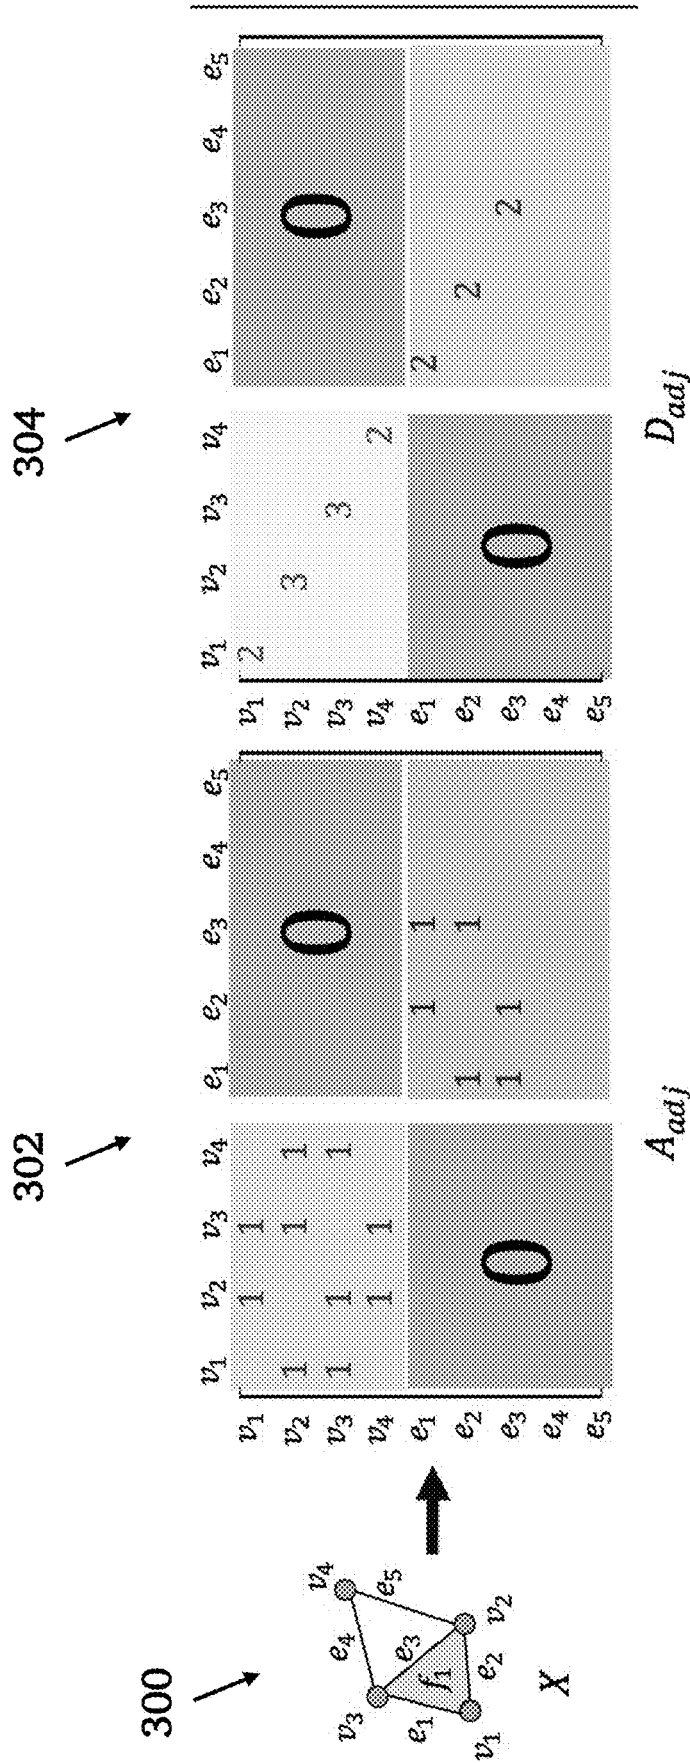 300
v₃ e₄ v₄
e₁ f₁ e₃ e₅
v₁ e₂ v₂
X
302
v₁ v₂ v₃ v₄ e₁ e₂ e₃ e₄ e₅
v₁ 1 1
v₂ 1 1 1 0
v₃ 1 1 1
v₄ 1 1
e₁ 1 1
e₂ 1 1
e₃ 0 1 1
e₄
e₅
A_adj
304
v₁ v₂ v₃ v₄ e₁ e₂ e₃ e₄ e₅
v₁ 2
v₂ 3 0
v₃ 3
v₄ 2
e₁ 2
e₂ 2
e₃ 0 2
e₄
e₅
D_adj